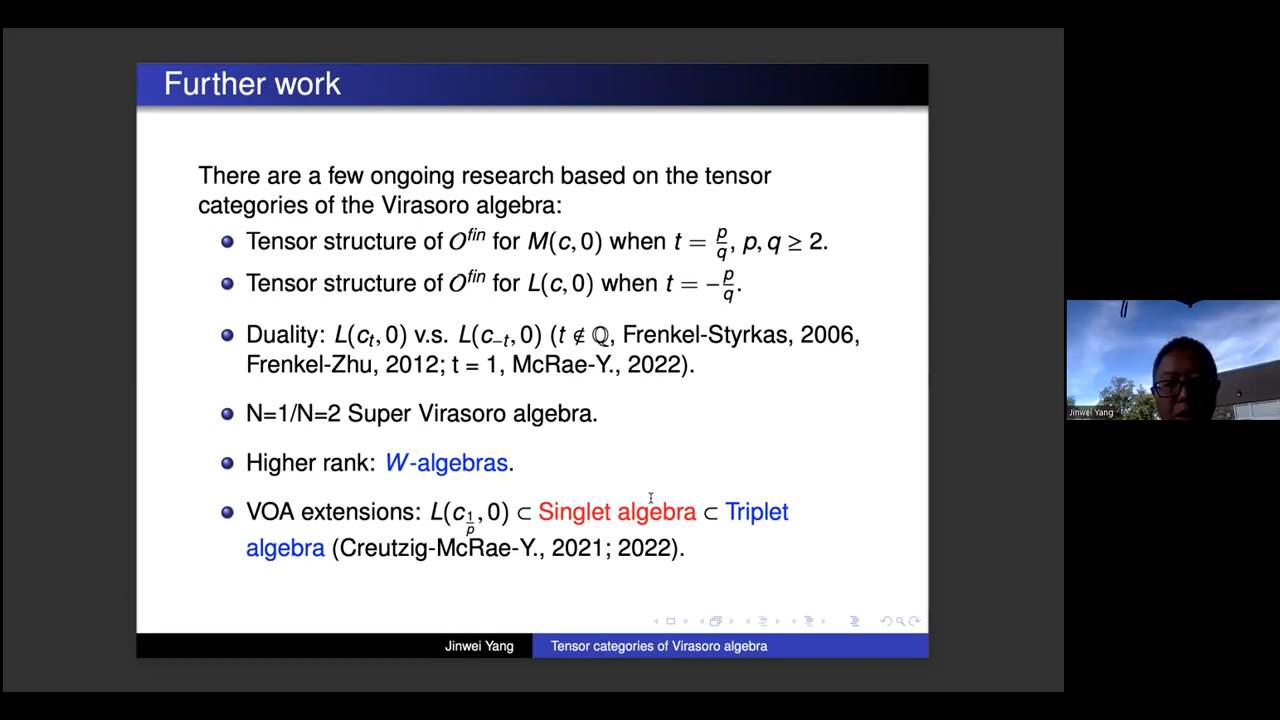 Further work
There are a few ongoing research based on the tensor
categories of the Virasoro algebra:
Tensor structure of 𝒪^fin for M(c, 0) when t = p/q, p, q ≥ 2.
Tensor structure of 𝒪^fin for L(c, 0) when t = −p/q.
Duality: L(c_t, 0) v.s. L(c_−t, 0) (t ∉ ℚ, Frenkel-Styrkas, 2006,
Frenkel-Zhu, 2012; t = 1, McRae-Y., 2022).
N=1/N=2 Super Virasoro algebra.
Higher rank: W-algebras.
VOA extensions: L(c_1/p, 0) ⊂ Singlet algebra ⊂ Triplet
algebra (Creutzig-McRae-Y., 2021; 2022).
Jinwei Yang
Tensor categories of Virasoro algebra
Jinwei Yang